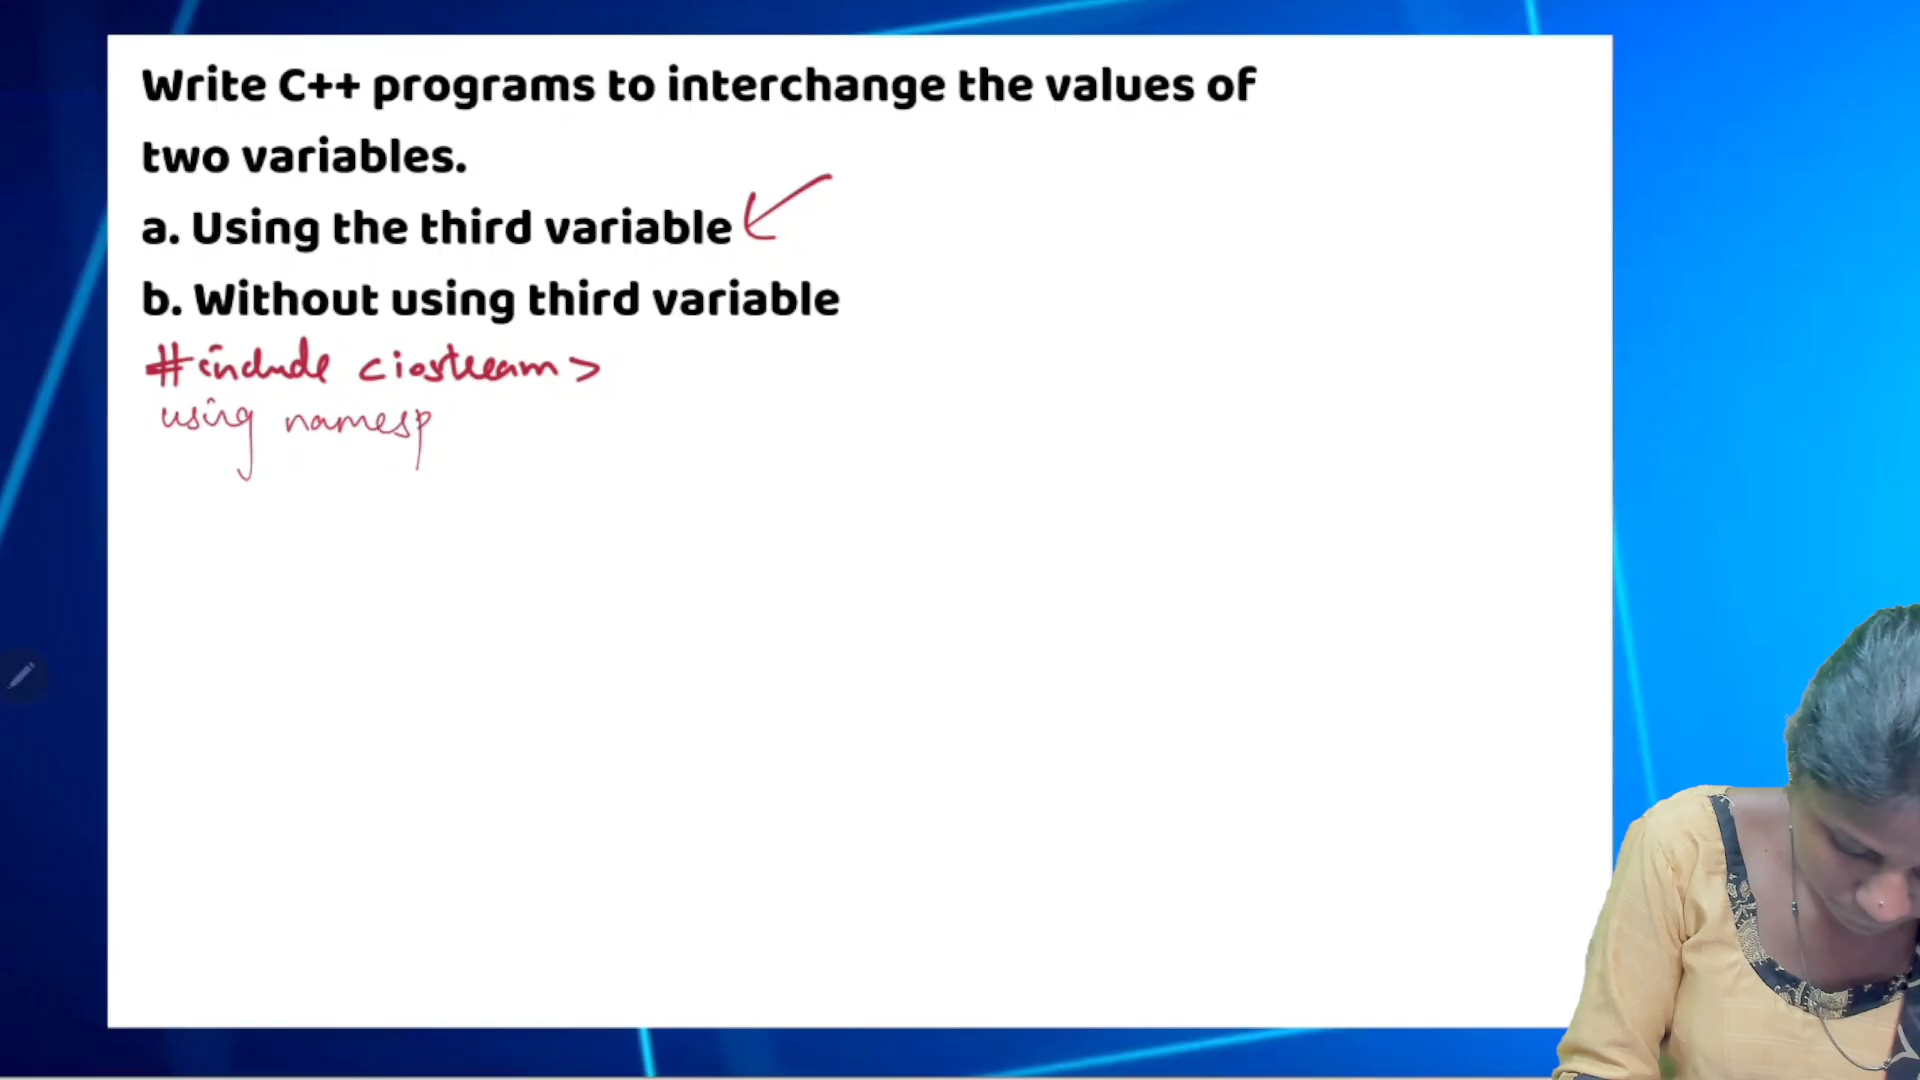 Write C++ programs to interchange the values of
two variables.
a. Using the third variable
b. Without using third variable
#include <iostream>
using namesp